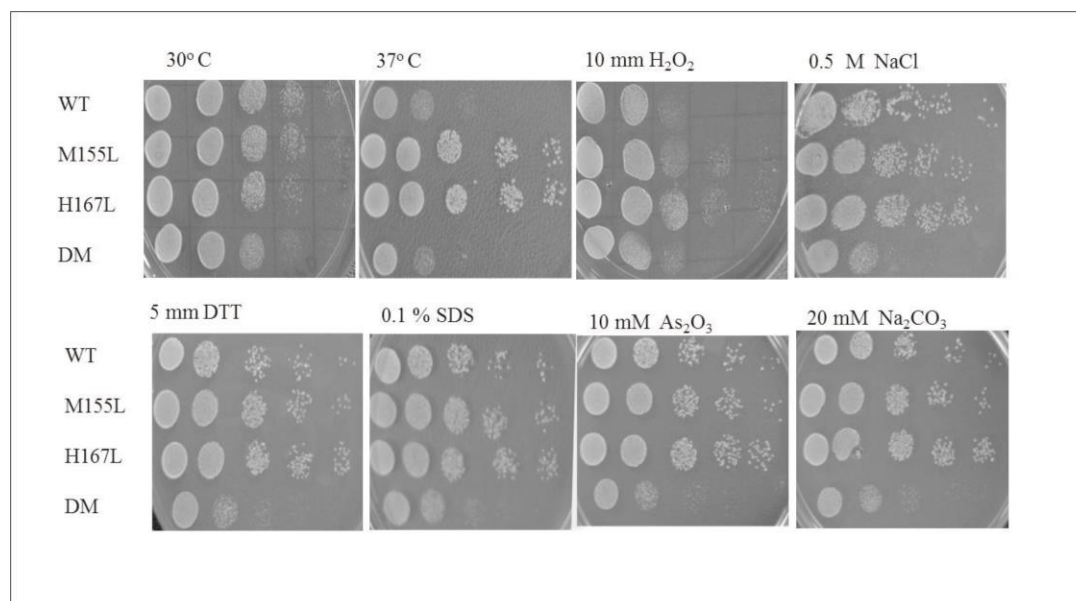 30° C 37° C 10 mm H₂O₂ 0.5 M NaCl
WT
M155L
H167L
DM
5 mm DTT 0.1 % SDS 10 mM As₂O₃ 20 mM Na₂CO₃
WT
M155L
H167L
DM